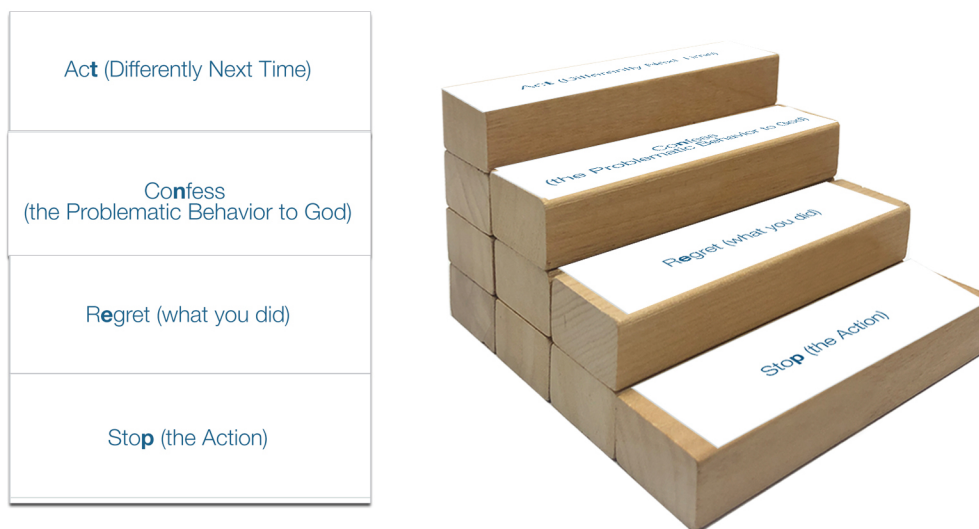 Act (Differently Next Time)
Confess
(the Problematic Behavior to God)
Regret (what you did)
Stop (the Action)
Act (Differently Next Time)
Confess
(the Problematic Behavior to God)
Regret (what you did)
Stop (the Action)